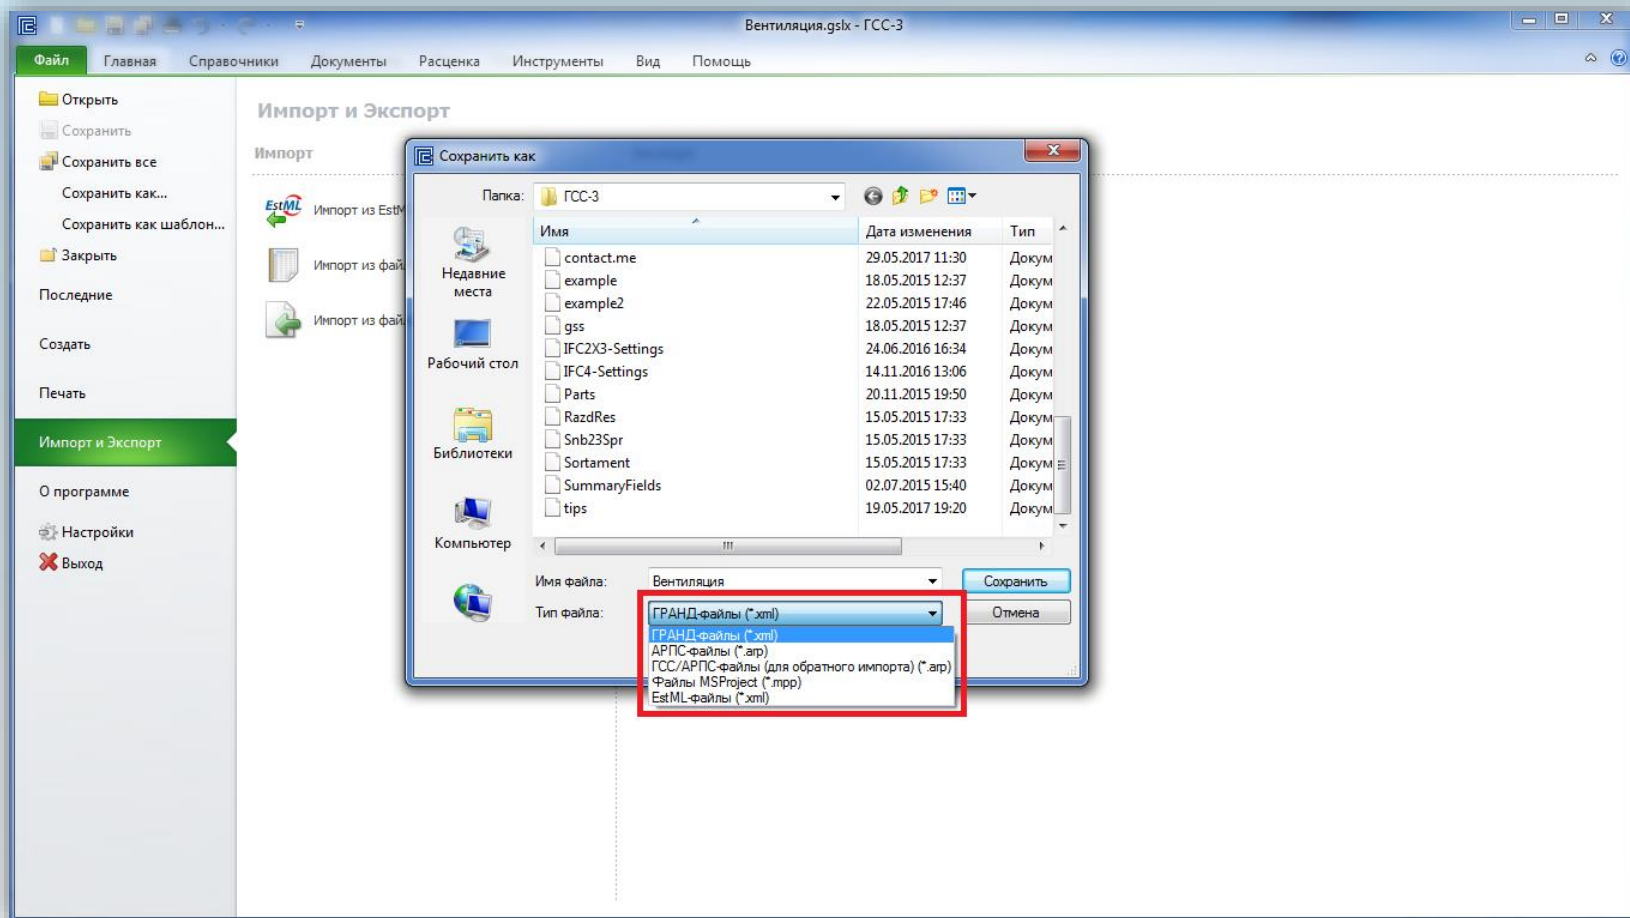 Вентиляция.gslx - ГСС-3
Файл Главная Справочники Документы Расценка Инструменты Вид Помощь
Открыть
Сохранить
Сохранить все
Сохранить как...
Сохранить как шаблон...
Закрыть
Последние
Создать
Печать
Импорт и Экспорт
О программе
Настройки
Выход
Импорт и Экспорт
Импорт
EstML
Импорт из EstM
Импорт из фай
Импорт из фай
Сохранить как
Папка: ГСС-3
Недавние
места
Рабочий стол
Библиотеки
Компьютер
Имя Дата изменения Тип
contact.me 29.05.2017 11:30 Докум
example 18.05.2015 12:37 Докум
example2 22.05.2015 17:46 Докум
gss 18.05.2015 12:37 Докум
IFC2X3-Settings 24.06.2016 16:34 Докум
IFC4-Settings 14.11.2016 13:06 Докум
Parts 20.11.2015 19:50 Докум
RazdRes 15.05.2015 17:33 Докум
Snb23Spr 15.05.2015 17:33 Докум
Sortament 15.05.2015 17:33 Докум
SummaryFields 02.07.2015 15:40 Докум
tips 19.05.2017 19:20 Докум
Имя файла: Вентиляция Сохранить
Тип файла: ГРАНД-файлы (*.xml) Отмена
ГРАНД-файлы (*.xml)
АРПС-файлы (*.arp)
ГСС/АРПС-файлы (для обратного импорта) (*.arp)
Файлы MSProject (*.mpp)
EstML-файлы (*.xml)